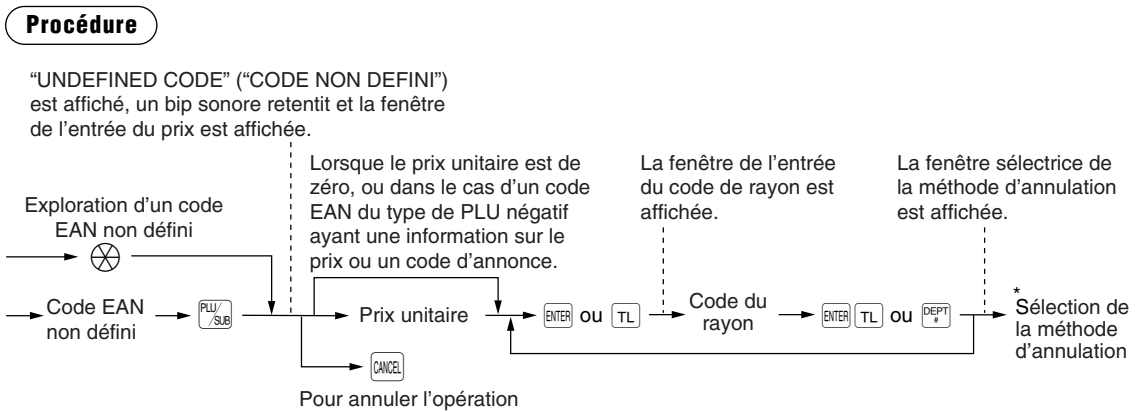 Procédure
“UNDEFINED CODE” (“CODE NON DEFINI”)
est affiché, un bip sonore retentit et la fenêtre
de l’entrée du prix est affichée.
Lorsque le prix unitaire est de
zéro, ou dans le cas d’un code
EAN du type de PLU négatif
ayant une information sur le
prix ou un code d’annonce.
La fenêtre de l’entrée
du code de rayon est
affichée.
La fenêtre sélectrice de
la méthode d’annulation
est affichée.
Exploration d’un code
EAN non défini
Code EAN
non défini
PLU/
/SUB
Prix unitaire
ENTER ou TL
Code du
rayon
ENTER TL ou DEPT
#
*
Sélection de
la méthode
d’annulation
CANCEL
Pour annuler l’opération